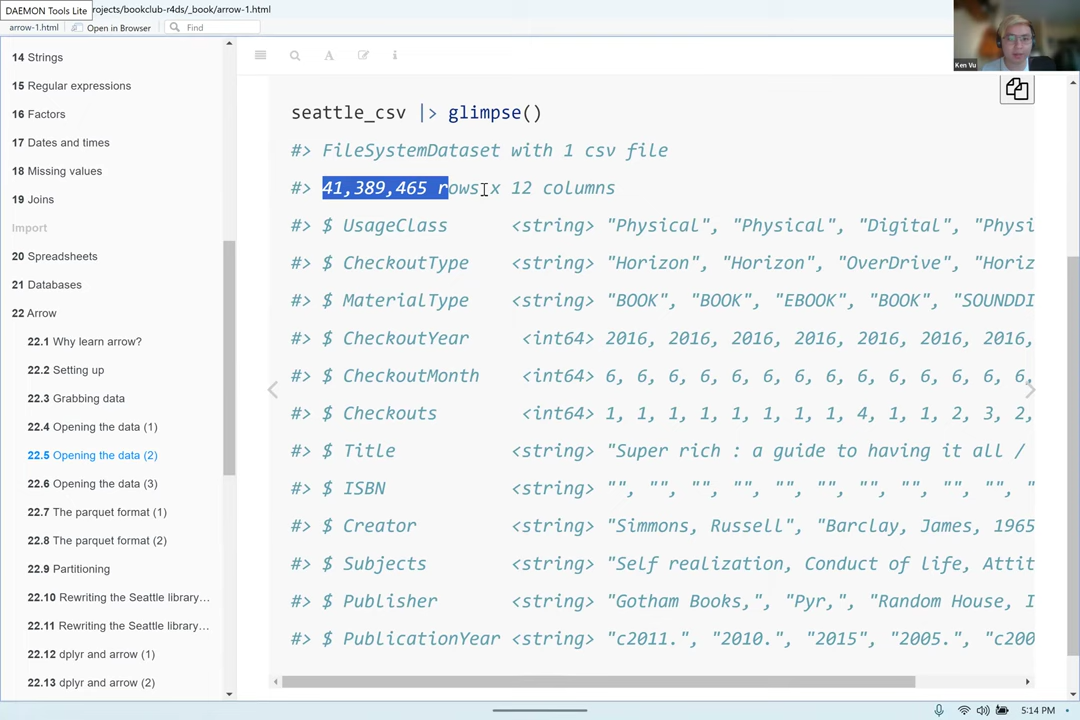 DAEMON Tools Lite
rojects/bookclub-r4ds/_book/arrow-1.html
arrow-1.html
Open in Browser
Find
Ken Vu
14 Strings
15 Regular expressions
16 Factors
17 Dates and times
18 Missing values
19 Joins
Import
20 Spreadsheets
21 Databases
22 Arrow
22.1 Why learn arrow?
22.2 Setting up
22.3 Grabbing data
22.4 Opening the data (1)
22.5 Opening the data (2)
22.6 Opening the data (3)
22.7 The parquet format (1)
22.8 The parquet format (2)
22.9 Partitioning
22.10 Rewriting the Seattle library…
22.11 Rewriting the Seattle library…
22.12 dplyr and arrow (1)
22.13 dplyr and arrow (2)
seattle_csv |> glimpse()
#> FileSystemDataset with 1 csv file
#> 41,389,465 rows x 12 columns
#> $ UsageClass <string> "Physical", "Physical", "Digital", "Physi
#> $ CheckoutType <string> "Horizon", "Horizon", "OverDrive", "Horiz
#> $ MaterialType <string> "BOOK", "BOOK", "EBOOK", "BOOK", "SOUNDDI
#> $ CheckoutYear <int64> 2016, 2016, 2016, 2016, 2016, 2016, 2016,
#> $ CheckoutMonth <int64> 6, 6, 6, 6, 6, 6, 6, 6, 6, 6, 6, 6, 6,
#> $ Checkouts <int64> 1, 1, 1, 1, 1, 1, 1, 4, 1, 1, 2, 3, 2,
#> $ Title <string> "Super rich : a guide to having it all /
#> $ ISBN <string> "", "", "", "", "", "", "", "", "", "", "
#> $ Creator <string> "Simmons, Russell", "Barclay, James, 1965
#> $ Subjects <string> "Self realization, Conduct of life, Attit
#> $ Publisher <string> "Gotham Books,", "Pyr,", "Random House, I
#> $ PublicationYear <string> "c2011.", "2010.", "2015", "2005.", "c200
5:14 PM